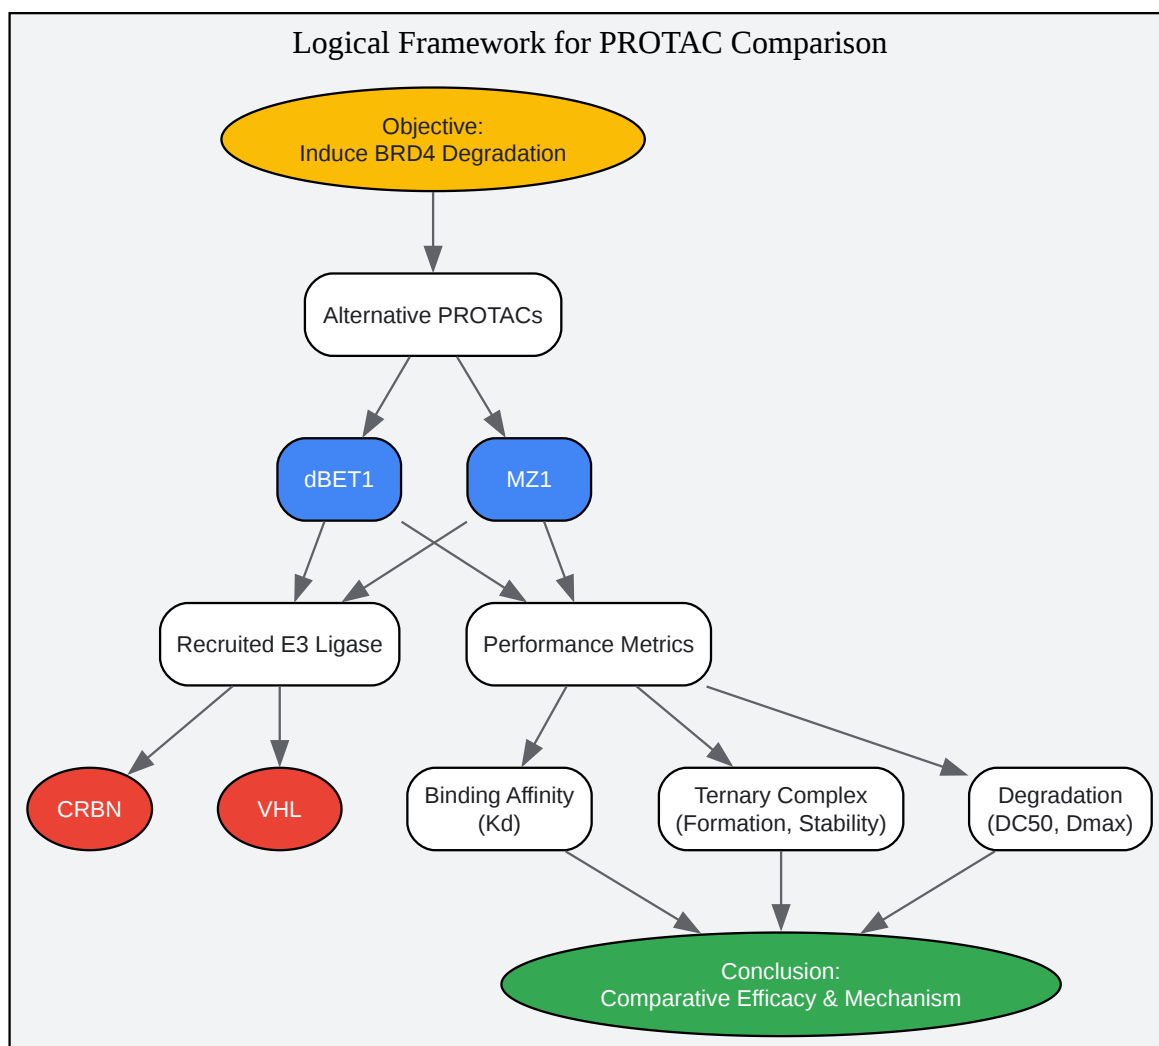 Logical Framework for PROTAC Comparison
Objective:
Induce BRD4 Degradation
Alternative PROTACs
dBET1
MZ1
Recruited E3 Ligase
Performance Metrics
CRBN
VHL
Binding Affinity
(Kd)
Ternary Complex
(Formation, Stability)
Degradation
(DC50, Dmax)
Conclusion:
Comparative Efficacy & Mechanism